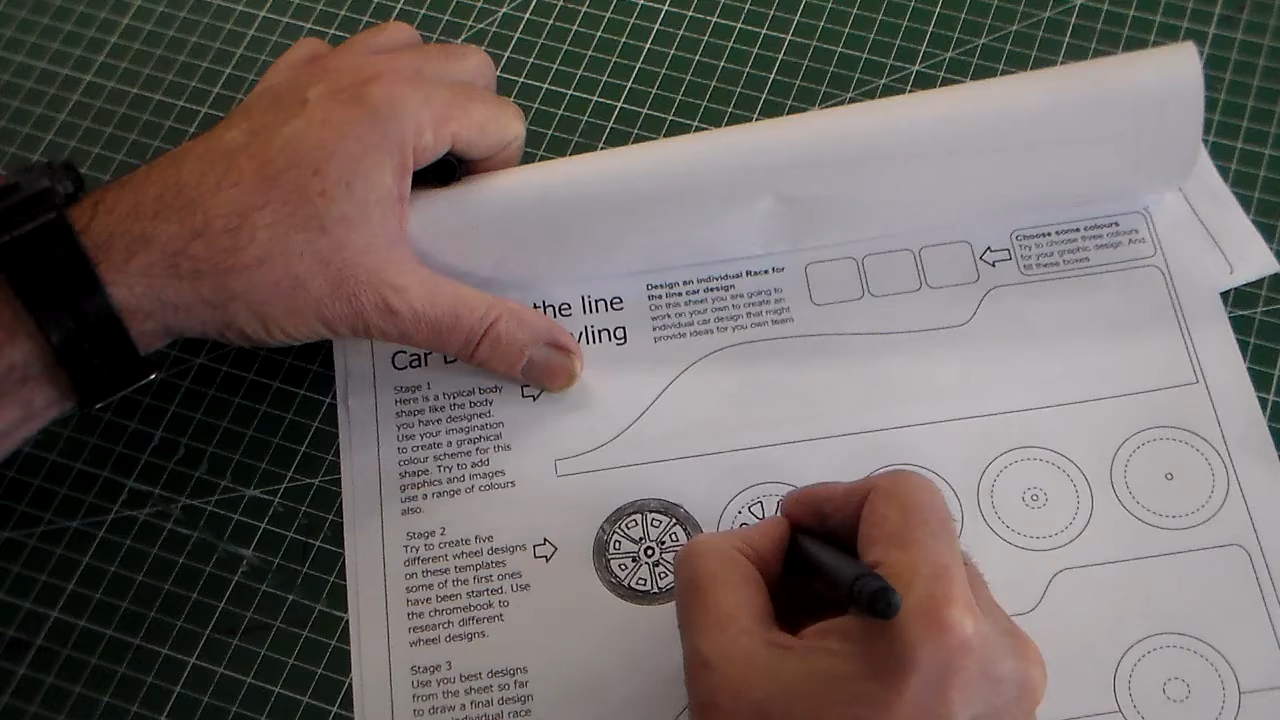 the line
Car
Design an individual Race for
the line car design
On this sheet you are going to
work on your own to create an
individual car design that might
provide ideas for you own team
Choose some colours
Try to choose three colours
for your graphic design. And
fill these boxes
Stage 1
Here is a typical body
shape like the body
you have designed.
Use your imagination
to create a graphical
colour scheme for this
shape. Try to add
graphics and images
use a range of colours
also.
Stage 2
Try to create five
different wheel designs
on these templates
some of the first ones
have been started. Use
the chromebook to
research different
wheel designs.
Stage 3
Use you best designs
from the sheet so far
to draw a final design
individual race